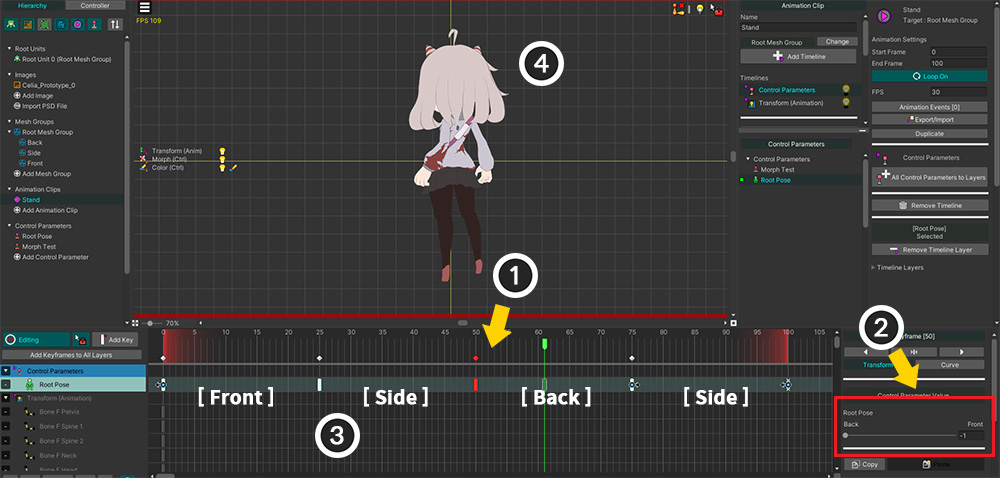 Hierarchy
Controller
Root Units
Root Unit 0 (Root Mesh Group)
Images
Celia_Prototype_0
Add Image
Import PSD File
Mesh Groups
Root Mesh Group
Back
Side
Front
Add Mesh Group
Animation Clips
Stand
Add Animation Clip
Control Parameters
Root Pose
Morph Test
Add Control Parameter
FPS 109
Transform (Anim)
Morph (Ctrl)
Color (Ctrl)
4
1
70%
Animation Clip
Name
Stand
Root Mesh Group
Change
Add Timeline
Timelines
Control Parameters
Transform (Animation)
Control Parameters
Control Parameters
Morph Test
Root Pose
Stand
Target : Root Mesh Group
Animation Settings
Start Frame 0
End Frame 100
Loop On
FPS 30
Animation Events [0]
Export/Import
Duplicate
Control Parameters
All Control Parameters to Layers
Remove Timeline
[Root Pose]
Selected
Remove Timeline Layer
Timeline Layers
Editing
Add Key
Add Keyframes to All Layers
Control Parameters
Root Pose
Transform (Animation)
Bone F Pelvis
Bone F Spine 1
Bone F Spine 2
Bone F Neck
Bone F Head
0 5 10 15 20 25 30 35 40 45 50 55 60 65 70 75 80 85 90 95 100 105
[ Front ] [ Side ] [ Back ] [ Side ]
3
2
eyframe [50]
Transform
Curve
Control Parameter Value
Root Pose
Back Front
-1
Copy
Paste